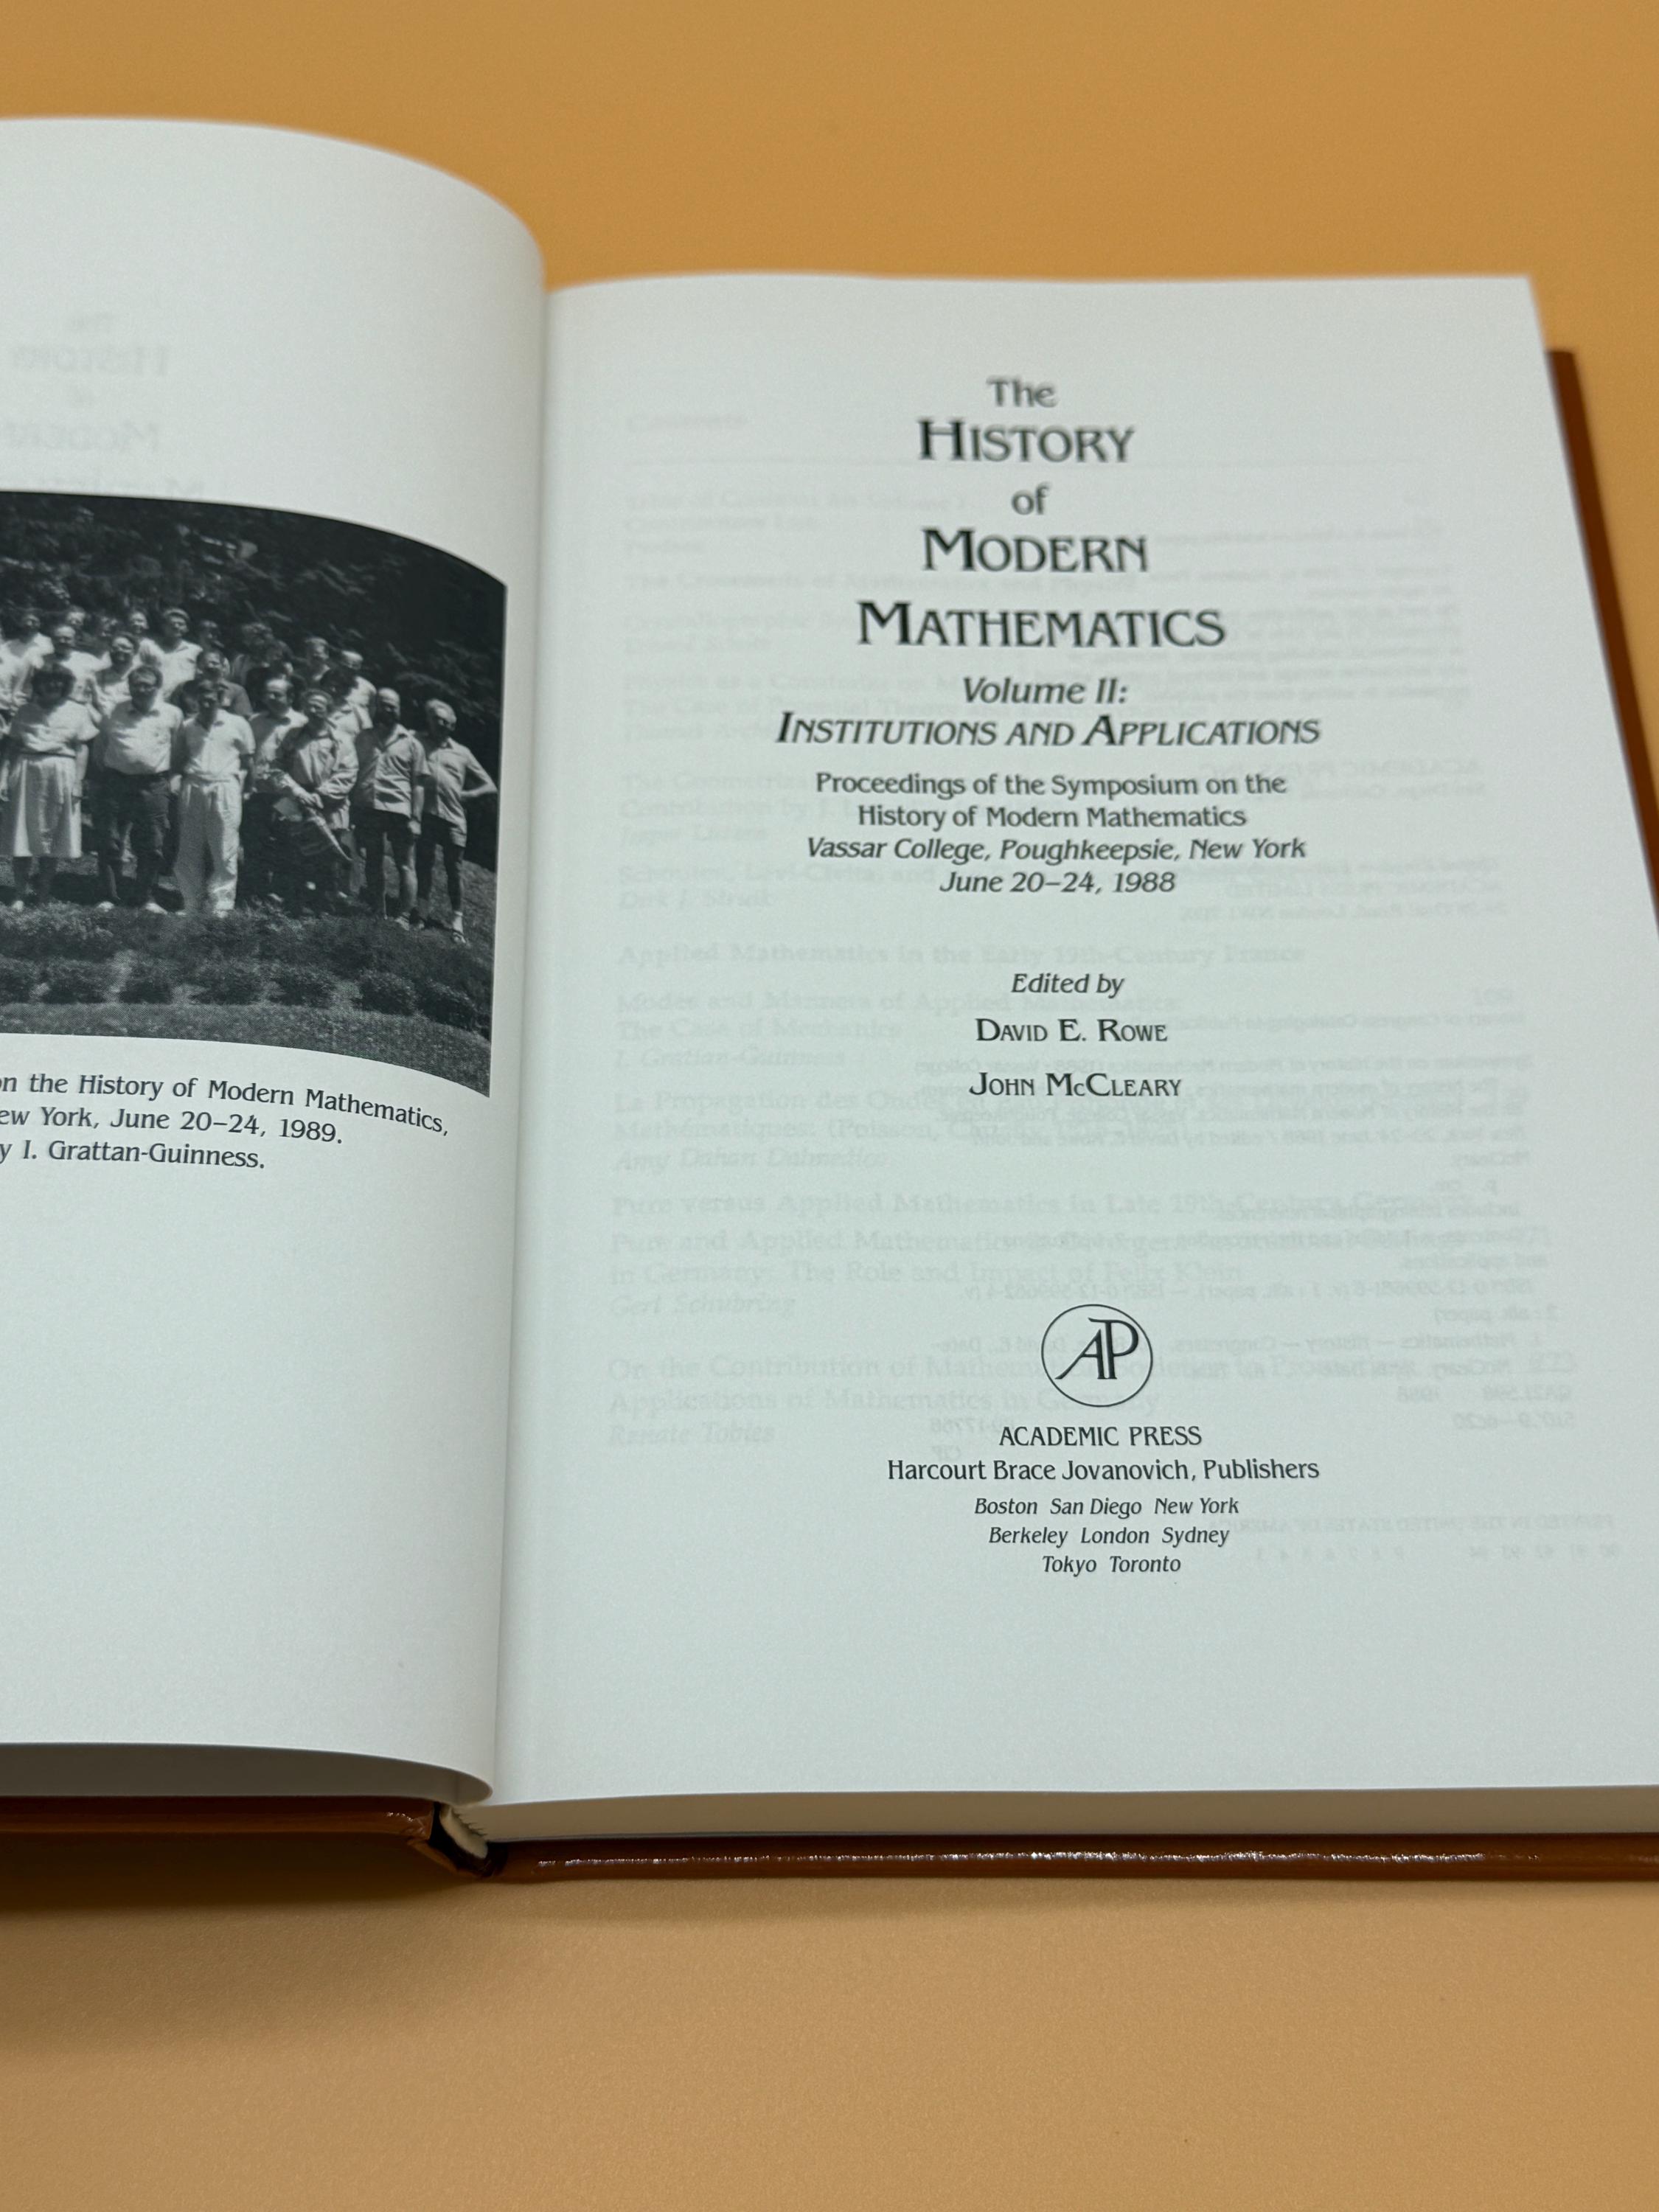 on the History of Modern Mathematics,
ew York, June 20–24, 1989.
y I. Grattan-Guinness.
The
HISTORY
of
MODERN
MATHEMATICS
Volume II:
INSTITUTIONS AND APPLICATIONS
Proceedings of the Symposium on the
History of Modern Mathematics
Vassar College, Poughkeepsie, New York
June 20–24, 1988
Edited by
DAVID E. ROWE
JOHN MCCLEARY
AP
ACADEMIC PRESS
Harcourt Brace Jovanovich, Publishers
Boston San Diego New York
Berkeley London Sydney
Tokyo Toronto